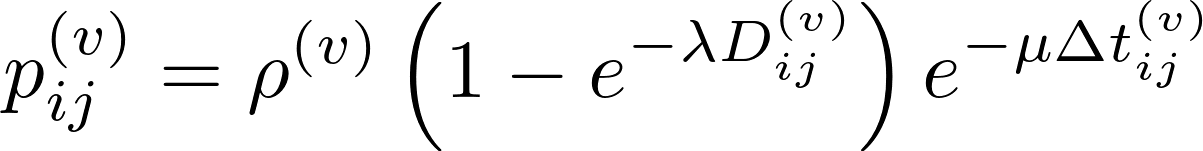 p_{ij}^{(v)} = \rho^{(v)} \left( 1 - e^{-\lambda D_{ij}^{(v)}} \right) e^{-\mu \Delta t_{ij}^{(v)}}